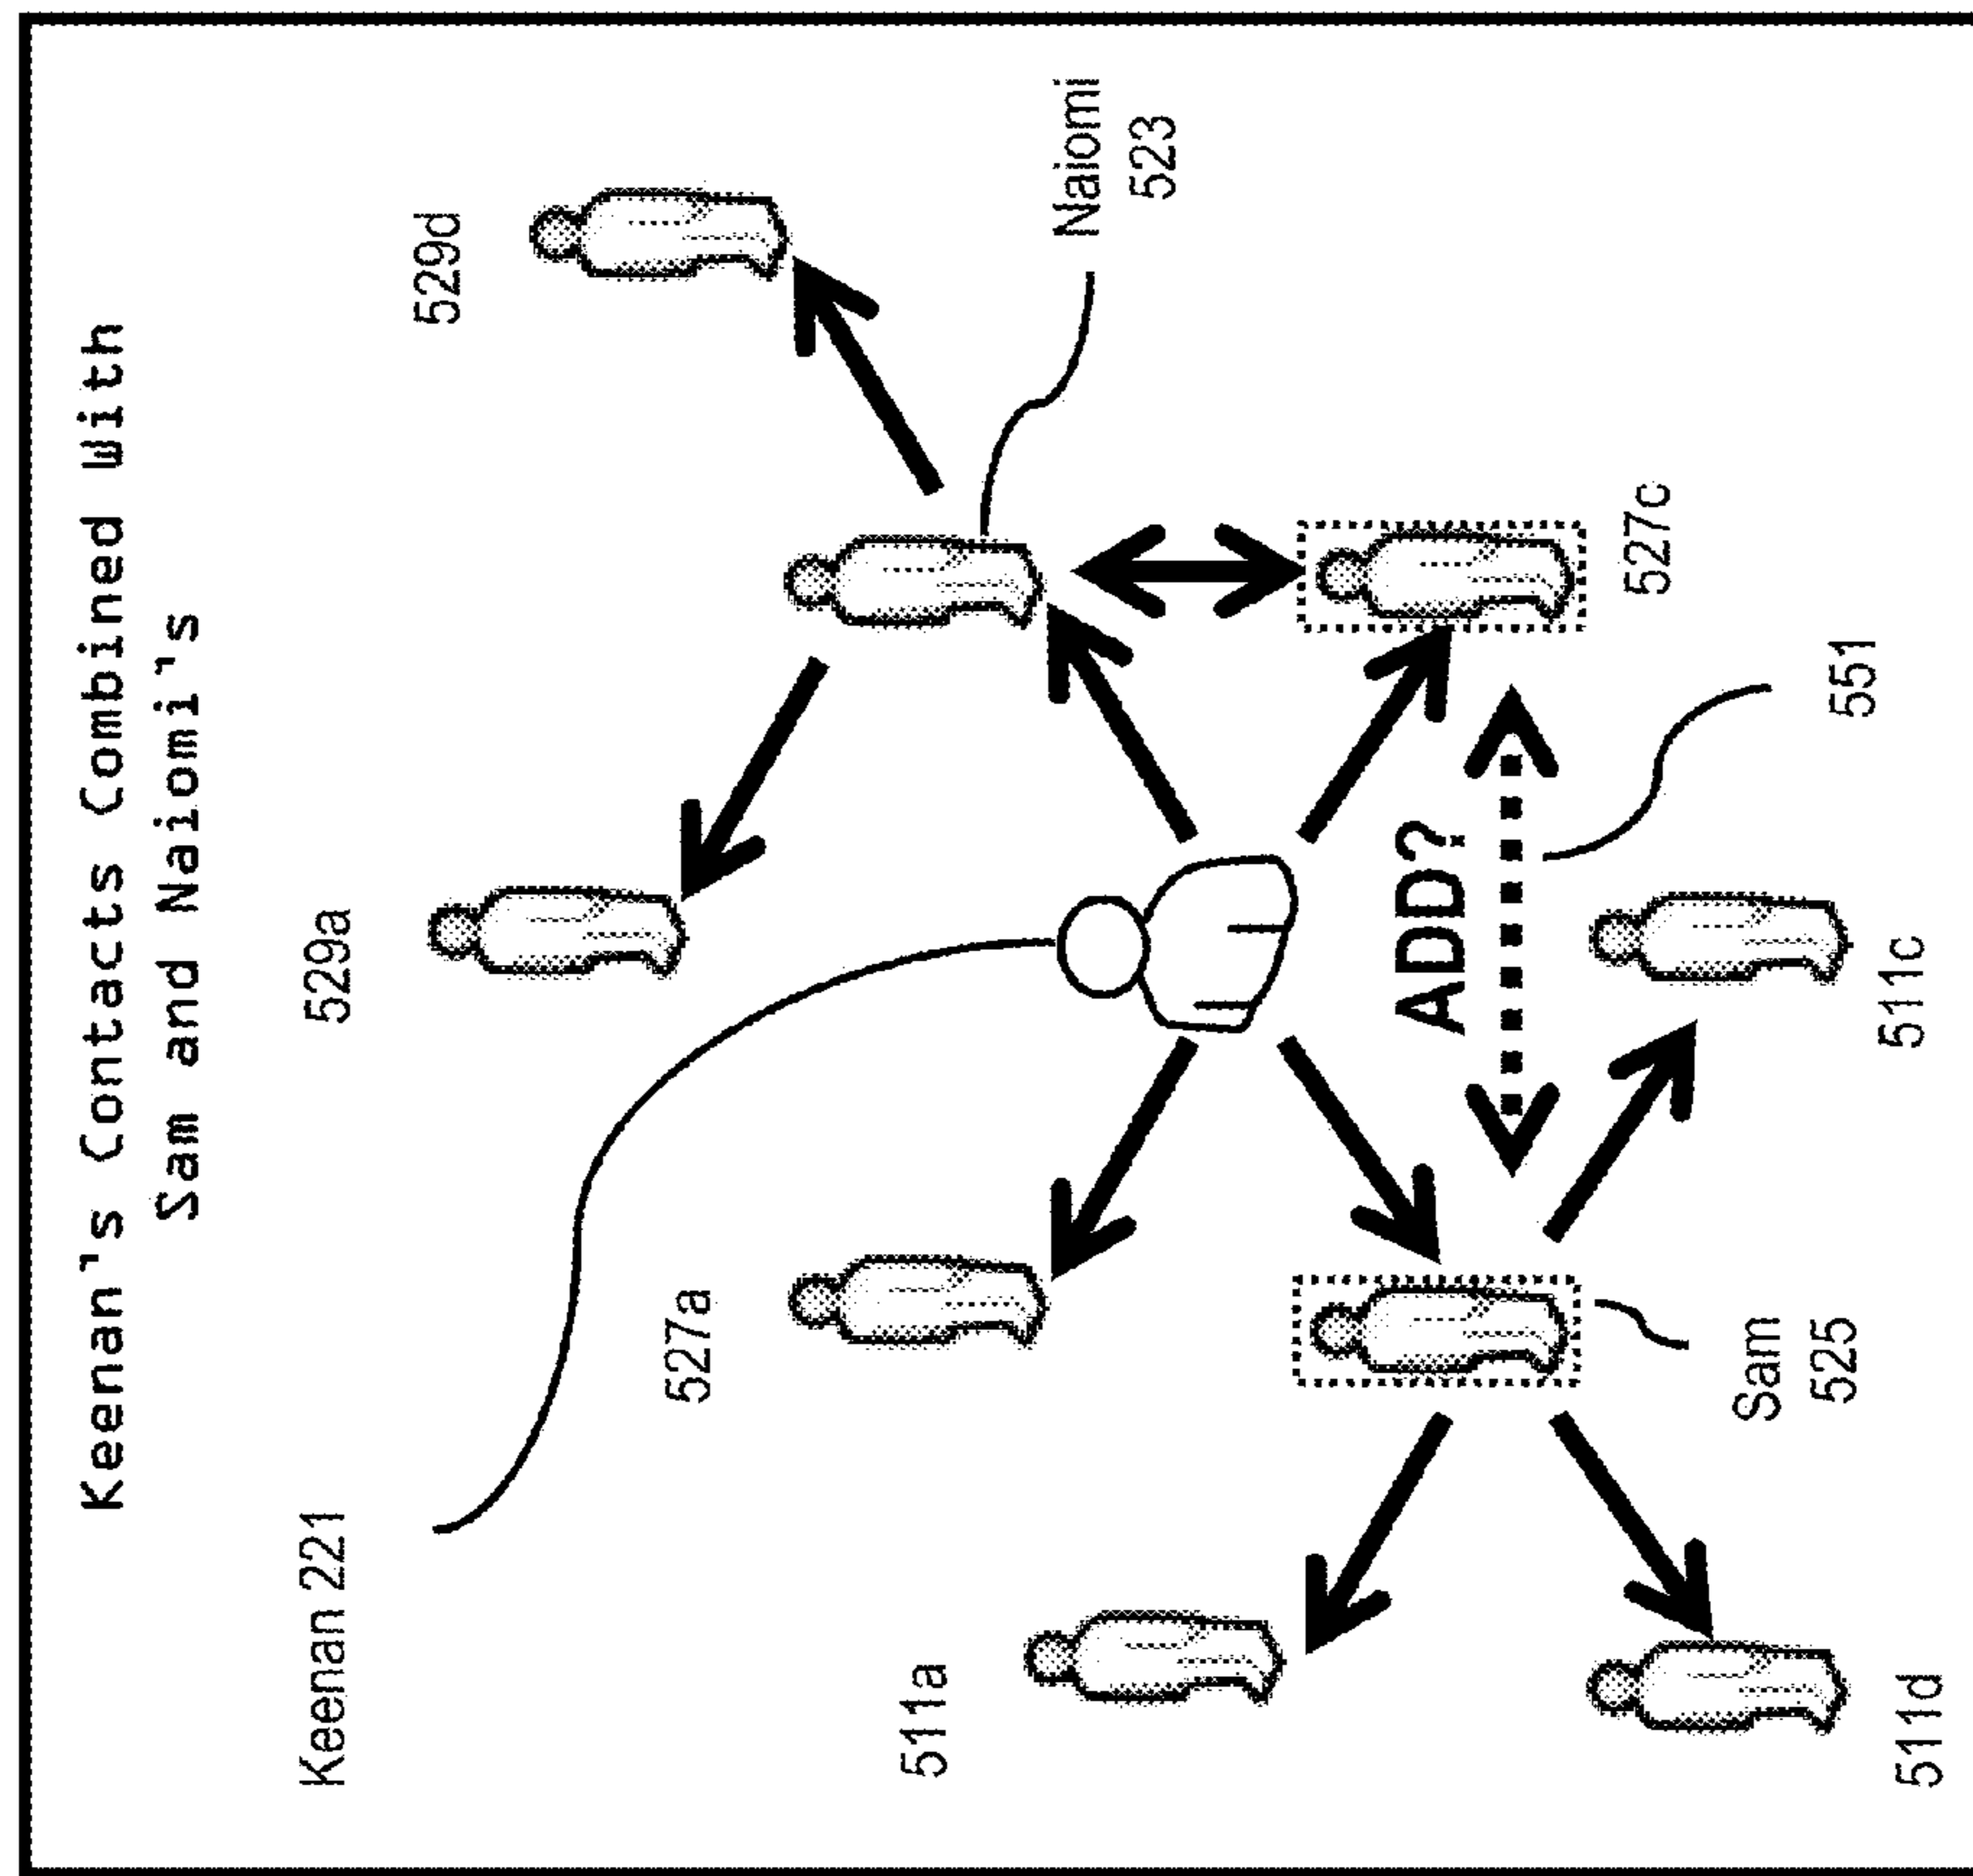 Keenan's Contacts Combined With
Sam and Naiomi's
Keenan 221
529a
529d
527a
Naiomi
523
511a
ADD?
527c
Sam
525
551
511d
511c